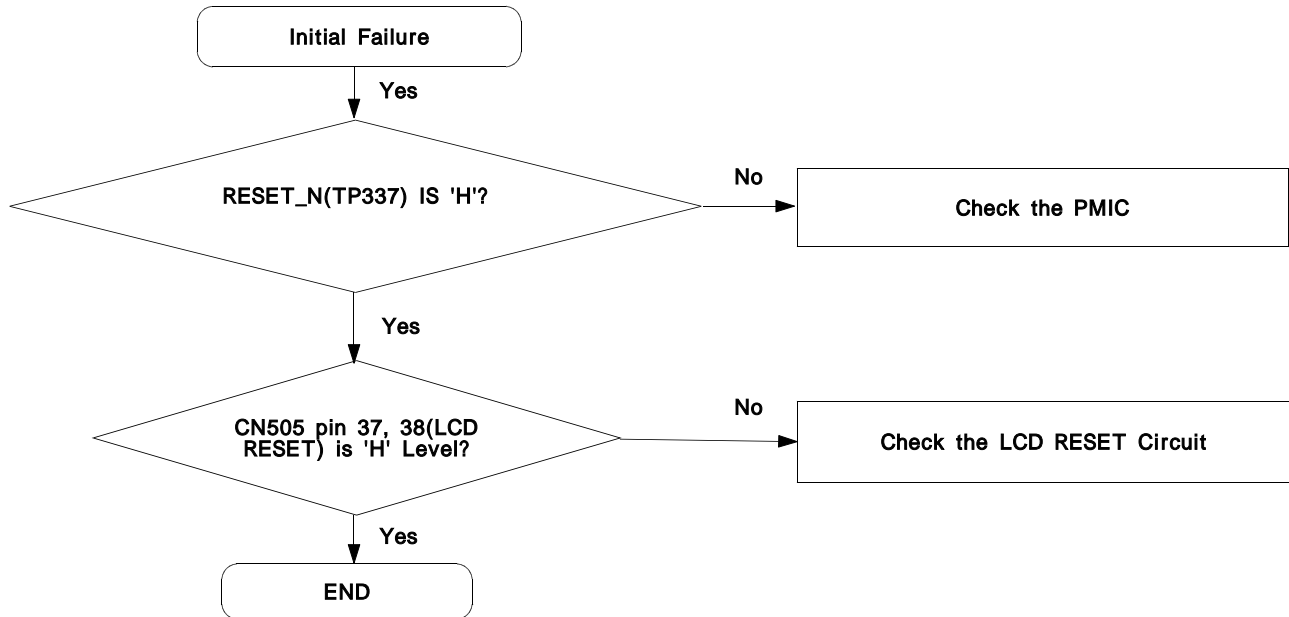 Initial Failure
Yes
RESET_N(TP337) IS 'H'?
No
Check the PMIC
Yes
CN505 pin 37, 38(LCD
RESET) is 'H' Level?
No
Check the LCD RESET Circuit
Yes
END